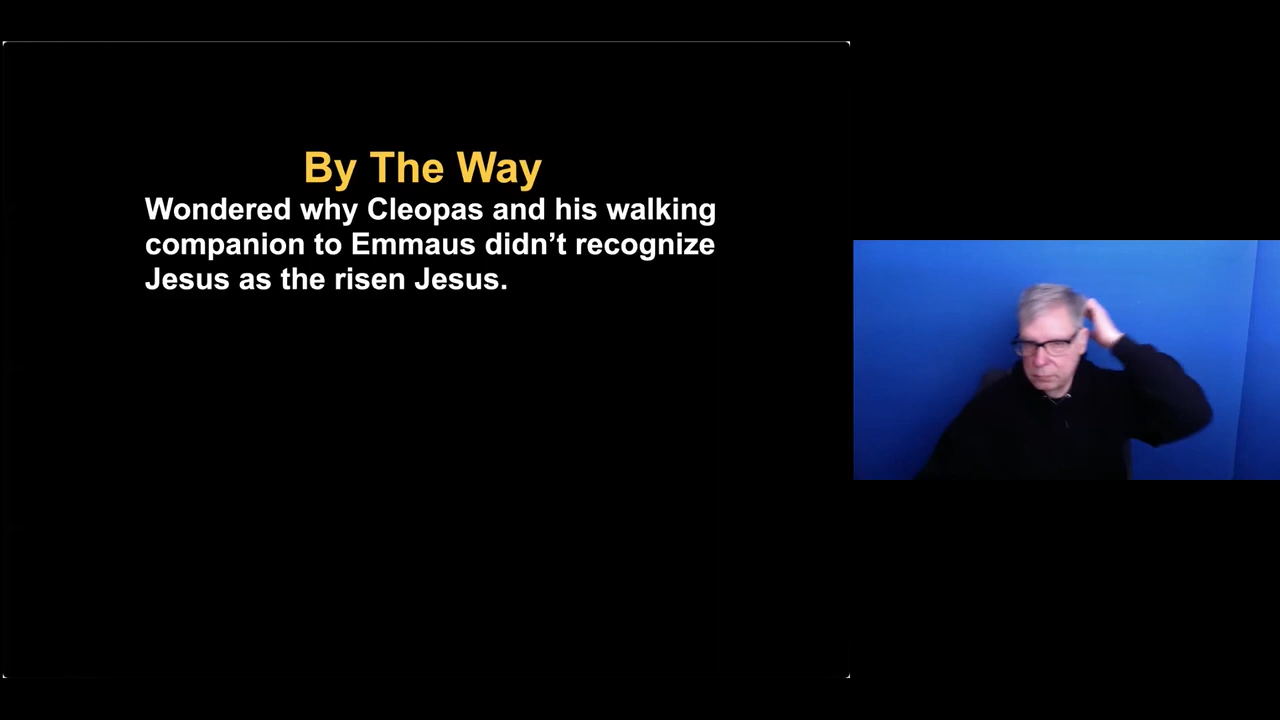 By The Way
Wondered why Cleopas and his walking
companion to Emmaus didn’t recognize
Jesus as the risen Jesus.